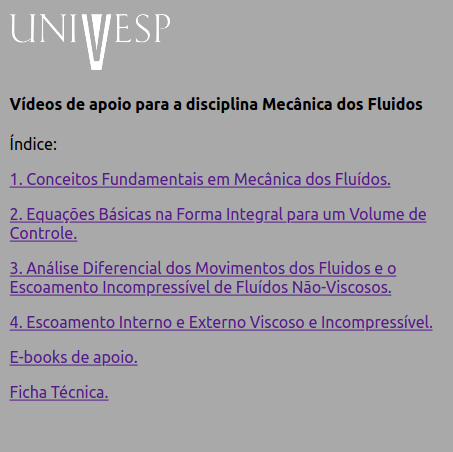 UNIVESP
Vídeos de apoio para a disciplina Mecânica dos Fluidos
Índice:
1. Conceitos Fundamentais em Mecânica dos Fluídos.
2. Equações Básicas na Forma Integral para um Volume de
Controle.
3. Análise Diferencial dos Movimentos dos Fluidos e o
Escoamento Incompressível de Fluídos Não-Viscosos.
4. Escoamento Interno e Externo Viscoso e Incompressível.
E-books de apoio.
Ficha Técnica.